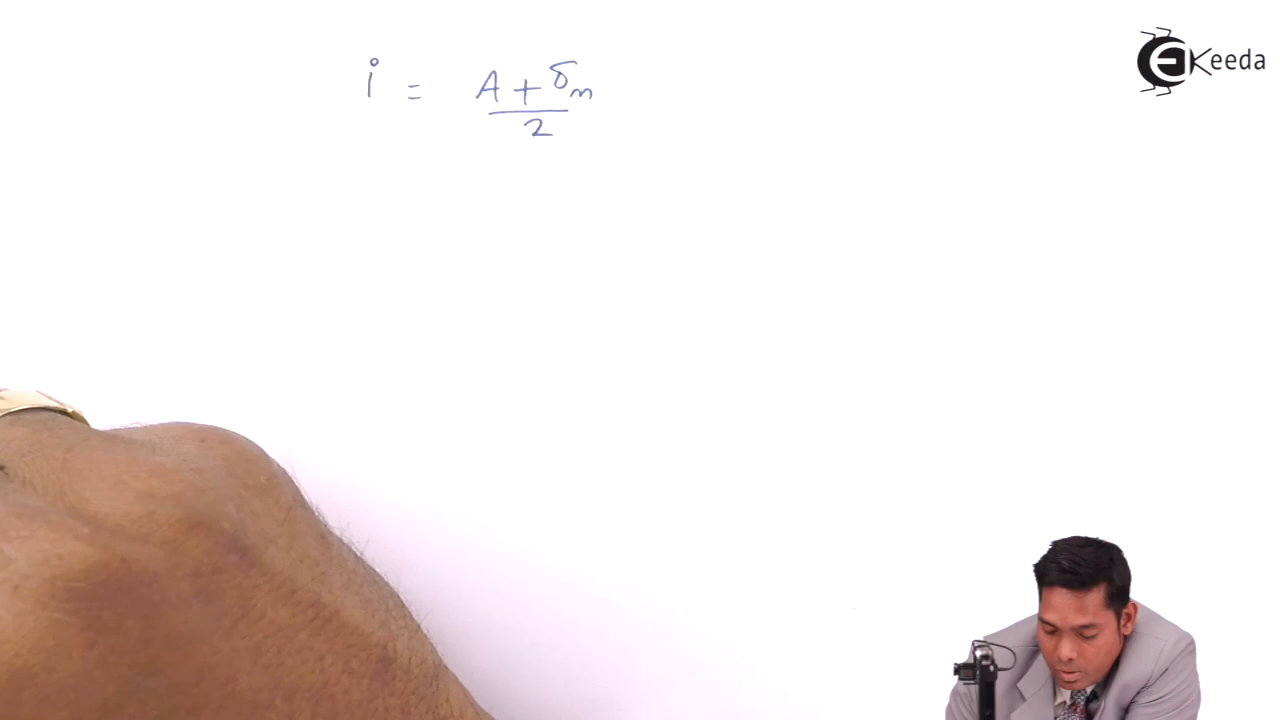 i = A + δm
2
EKeeda